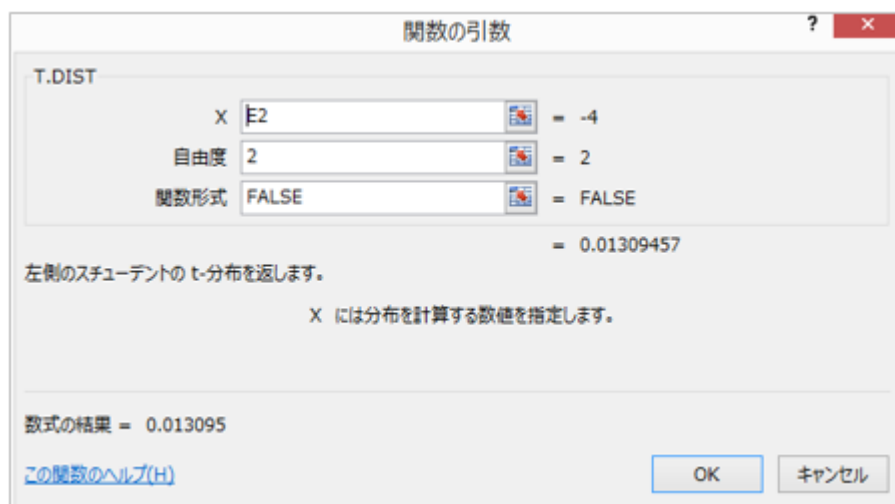 関数の引数
? ×
T.DIST
X E2 = -4
自由度 2 = 2
関数形式 FALSE = FALSE
= 0.01309457
左側のスチューデントの t-分布を返します。
X には分布を計算する数値を指定します。
数式の結果 = 0.013095
この関数のヘルプ(H) OK キャンセル